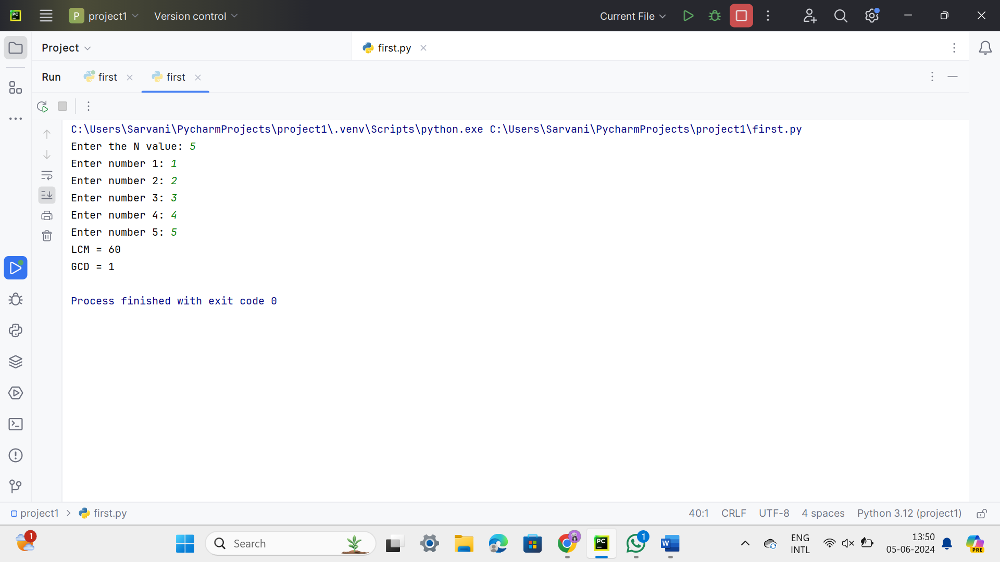 PC
P
project1
Version control
Current File
Project
first.py
Run
first
first
C:\Users\Sarvani\PycharmProjects\project1\.venv\Scripts\python.exe C:\Users\Sarvani\PycharmProjects\project1\first.py
Enter the N value: 5
Enter number 1: 1
Enter number 2: 2
Enter number 3: 3
Enter number 4: 4
Enter number 5: 5
LCM = 60
GCD = 1
Process finished with exit code 0
project1 > first.py
40:1 CRLF UTF-8 4 spaces Python 3.12 (project1)
1
Search
PC
1
W
ENG
INTL
13:50
05-06-2024
PRE